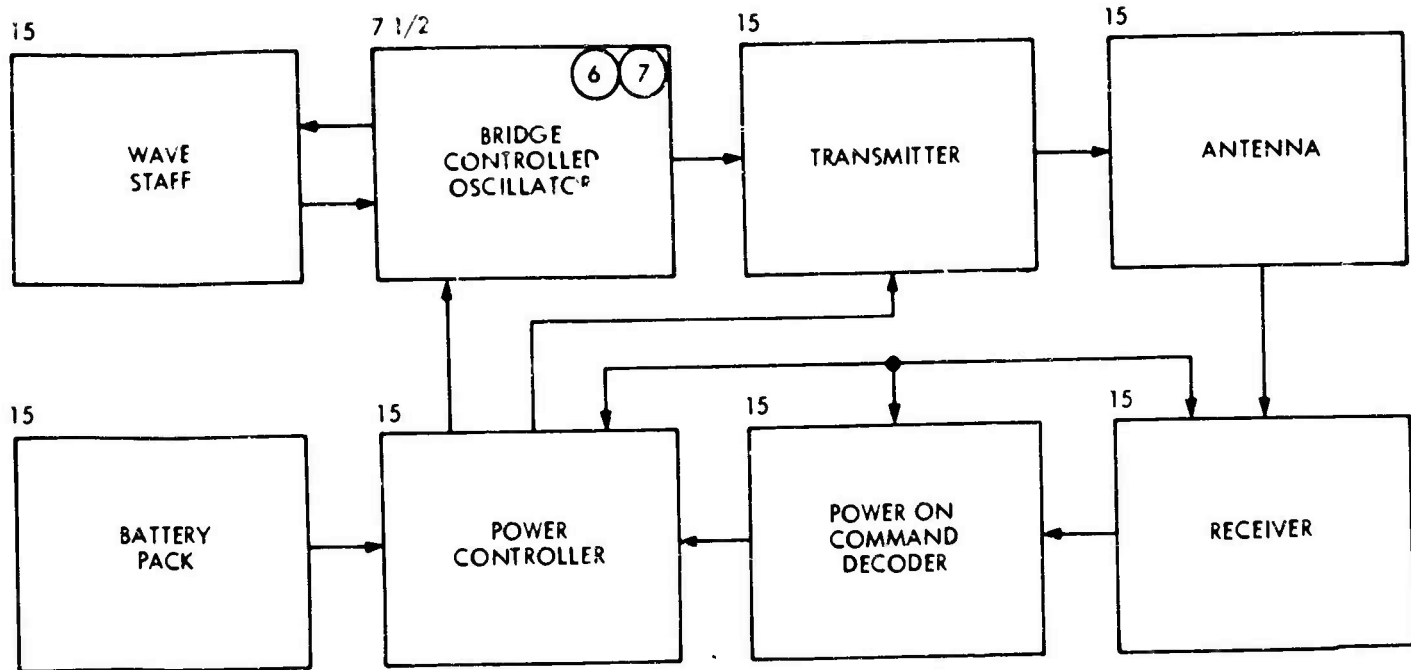 15
7 1/2
15
15
6 7
WAVE
STAFF
BRIDGE
CONTROLLED
OSCILLATOR
TRANSMITTER
ANTENNA
15
15
15
15
BATTERY
PACK
POWER
CONTROLLER
POWER ON
COMMAND
DECODER
RECEIVER